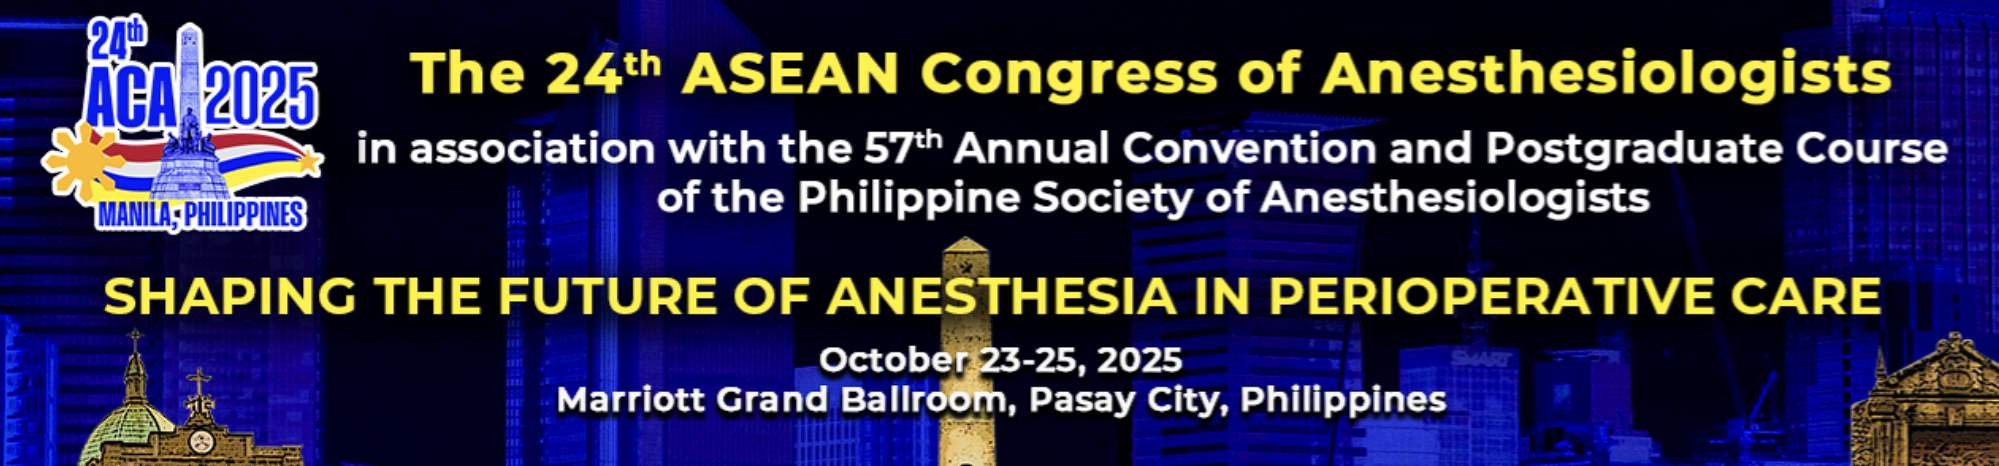 24th
ACA 2025
MANILA, PHILIPPINES
The 24th ASEAN Congress of Anesthesiologists
in association with the 57th Annual Convention and Postgraduate Course
of the Philippine Society of Anesthesiologists
SHAPING THE FUTURE OF ANESTHESIA IN PERIOPERATIVE CARE
October 23-25, 2025
Marriott Grand Ballroom, Pasay City, Philippines
SMART